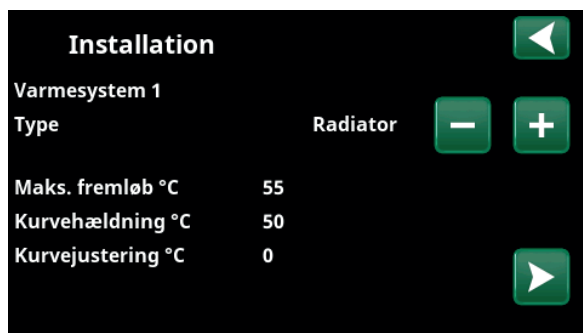 Installation
Varmesystem 1
Type Radiator
Maks. fremløb °C 55
Kurvehældning °C 50
Kurvejustering °C 0